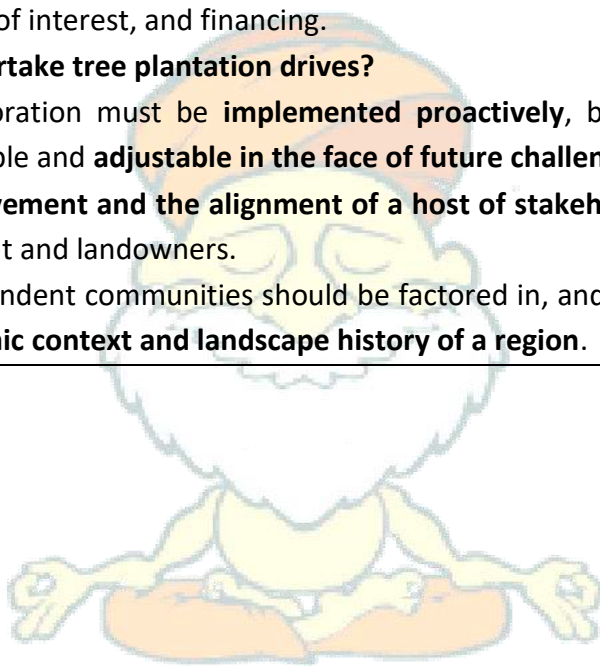 of interest, and financing.
rtake tree plantation drives?
oration must be implemented proactively, b
ble and adjustable in the face of future challen
vement and the alignment of a host of stakeh
t and landowners.
ndent communities should be factored in, and
ic context and landscape history of a region.